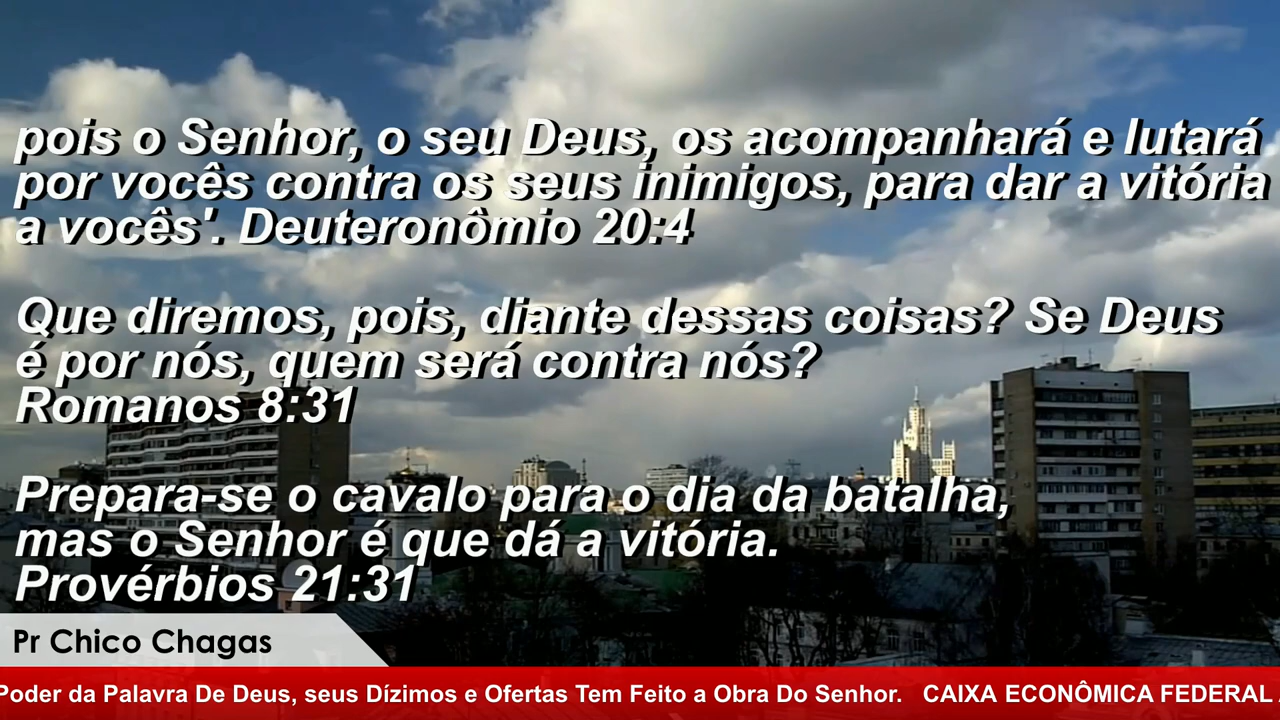 pois o Senhor, o seu Deus, os acompanhará e lutará
por vocês contra os seus inimigos, para dar a vitória
a vocês'. Deuteronômio 20:4
Que diremos, pois, diante dessas coisas? Se Deus
é por nós, quem será contra nós?
Romanos 8:31
Prepara-se o cavalo para o dia da batalha,
mas o Senhor é que dá a vitória.
Provérbios 21:31
Pr Chico Chagas
Poder da Palavra De Deus, seus Dízimos e Ofertas Tem Feito a Obra Do Senhor. CAIXA ECONÔMICA FEDERAL